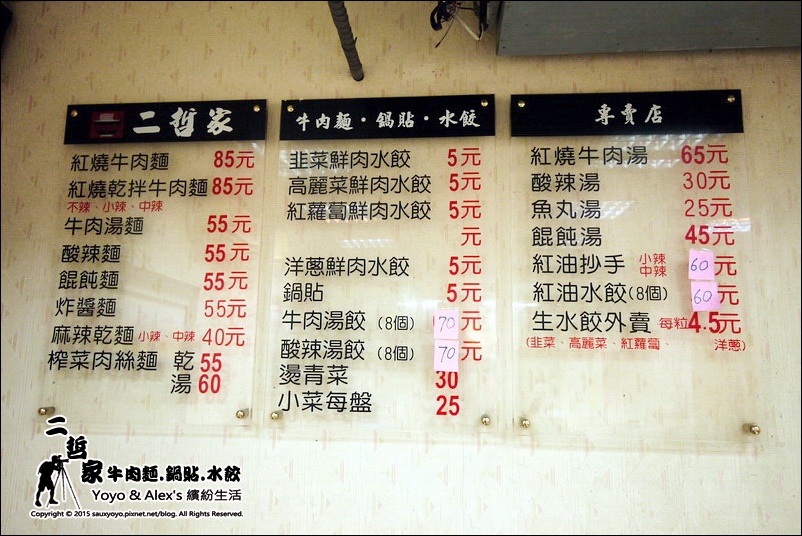 二哲家
紅燒牛肉麵 85元
紅燒乾拌牛肉麵 85元
不辣、小辣、中辣
牛肉湯麵 55元
酸辣麵 55元
餛飩麵 55元
炸醬麵 55元
麻辣乾麵 小辣、中辣 40元
榨菜肉絲麵 乾 55
湯 60
牛肉麵・鍋貼・水餃
韭菜鮮肉水餃 5元
高麗菜鮮肉水餃 5元
紅蘿蔔鮮肉水餃 5元
元
洋蔥鮮肉水餃 5元
鍋貼 5元
牛肉湯餃 (8個) 70元
酸辣湯餃 (8個) 70元
燙青菜 30
小菜每盤 25
專賣店
紅燒牛肉湯 65元
酸辣湯 30元
魚丸湯 25元
餛飩湯 45元
紅油抄手 小辣 中辣 60元
紅油水餃(8個) 60元
生水餃外賣 每粒4.5元
(韭菜、高麗菜、紅蘿蔔、 洋蔥)
二哲家牛肉麵.鍋貼.水餃
Yoyo & Alex's 繽紛生活
Copyright © 2015 sauxyoyo.pixnet.net/blog. All Rights Reserved.